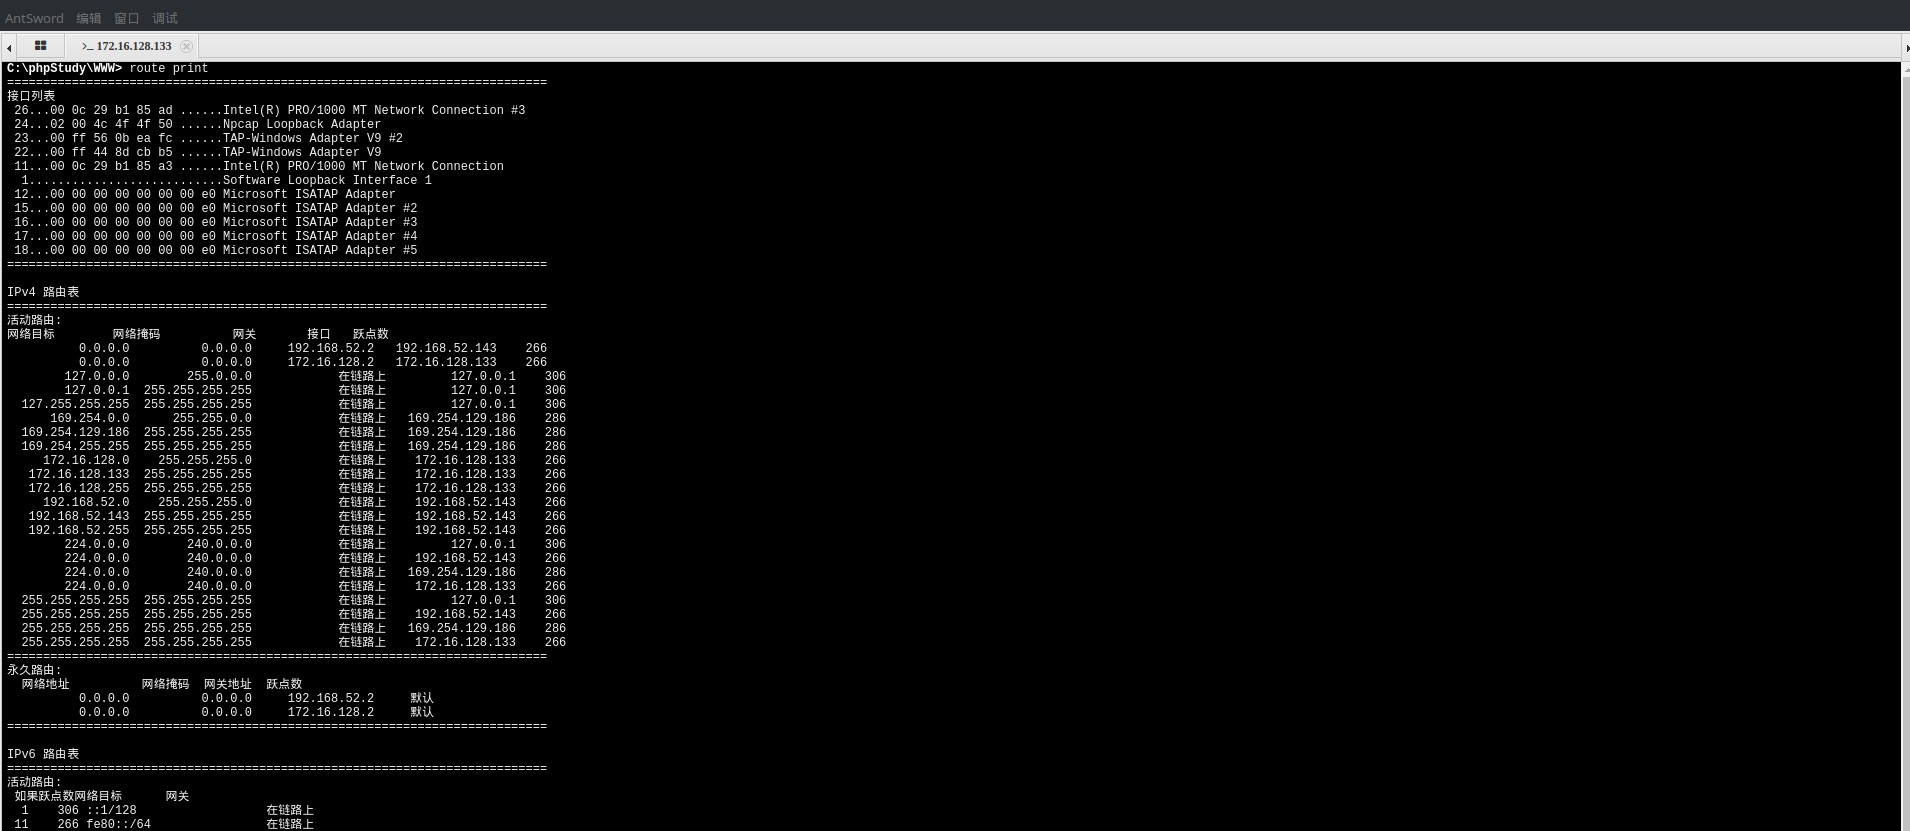 AntSword 编辑 窗口 调试
>_ 172.16.128.133
C:\phpStudy\WWW> route print
===========================================================================
接口列表
 26...00 0c 29 b1 85 ad ......Intel(R) PRO/1000 MT Network Connection #3
 24...02 00 4c 4f 4f 50 ......Npcap Loopback Adapter
 23...00 ff 56 0b ea fc ......TAP-Windows Adapter V9 #2
 22...00 ff 44 8d cb b5 ......TAP-Windows Adapter V9
 11...00 0c 29 b1 85 a3 ......Intel(R) PRO/1000 MT Network Connection
  1...........................Software Loopback Interface 1
 12...00 00 00 00 00 00 00 e0 Microsoft ISATAP Adapter
 15...00 00 00 00 00 00 00 e0 Microsoft ISATAP Adapter #2
 16...00 00 00 00 00 00 00 e0 Microsoft ISATAP Adapter #3
 17...00 00 00 00 00 00 00 e0 Microsoft ISATAP Adapter #4
 18...00 00 00 00 00 00 00 e0 Microsoft ISATAP Adapter #5
===========================================================================
IPv4 路由表
===========================================================================
活动路由:
网络目标 网络掩码 网关 接口 跃点数
0.0.0.0 0.0.0.0 192.168.52.2 192.168.52.143 266
0.0.0.0 0.0.0.0 172.16.128.2 172.16.128.133 266
127.0.0.0 255.0.0.0 在链路上 127.0.0.1 306
127.0.0.1 255.255.255.255 在链路上 127.0.0.1 306
127.255.255.255 255.255.255.255 在链路上 127.0.0.1 306
169.254.0.0 255.255.0.0 在链路上 169.254.129.186 286
169.254.129.186 255.255.255.255 在链路上 169.254.129.186 286
169.254.255.255 255.255.255.255 在链路上 169.254.129.186 286
172.16.128.0 255.255.255.0 在链路上 172.16.128.133 266
172.16.128.133 255.255.255.255 在链路上 172.16.128.133 266
172.16.128.255 255.255.255.255 在链路上 172.16.128.133 266
192.168.52.0 255.255.255.0 在链路上 192.168.52.143 266
192.168.52.143 255.255.255.255 在链路上 192.168.52.143 266
192.168.52.255 255.255.255.255 在链路上 192.168.52.143 266
224.0.0.0 240.0.0.0 在链路上 127.0.0.1 306
224.0.0.0 240.0.0.0 在链路上 192.168.52.143 266
224.0.0.0 240.0.0.0 在链路上 169.254.129.186 286
224.0.0.0 240.0.0.0 在链路上 172.16.128.133 266
255.255.255.255 255.255.255.255 在链路上 127.0.0.1 306
255.255.255.255 255.255.255.255 在链路上 192.168.52.143 266
255.255.255.255 255.255.255.255 在链路上 169.254.129.186 286
255.255.255.255 255.255.255.255 在链路上 172.16.128.133 266
===========================================================================
永久路由:
网络地址 网络掩码 网关地址 跃点数
0.0.0.0 0.0.0.0 192.168.52.2 默认
0.0.0.0 0.0.0.0 172.16.128.2 默认
===========================================================================
IPv6 路由表
===========================================================================
活动路由:
如果跃点数网络目标 网关
1 306 ::1/128 在链路上
11 266 fe80::/64 在链路上